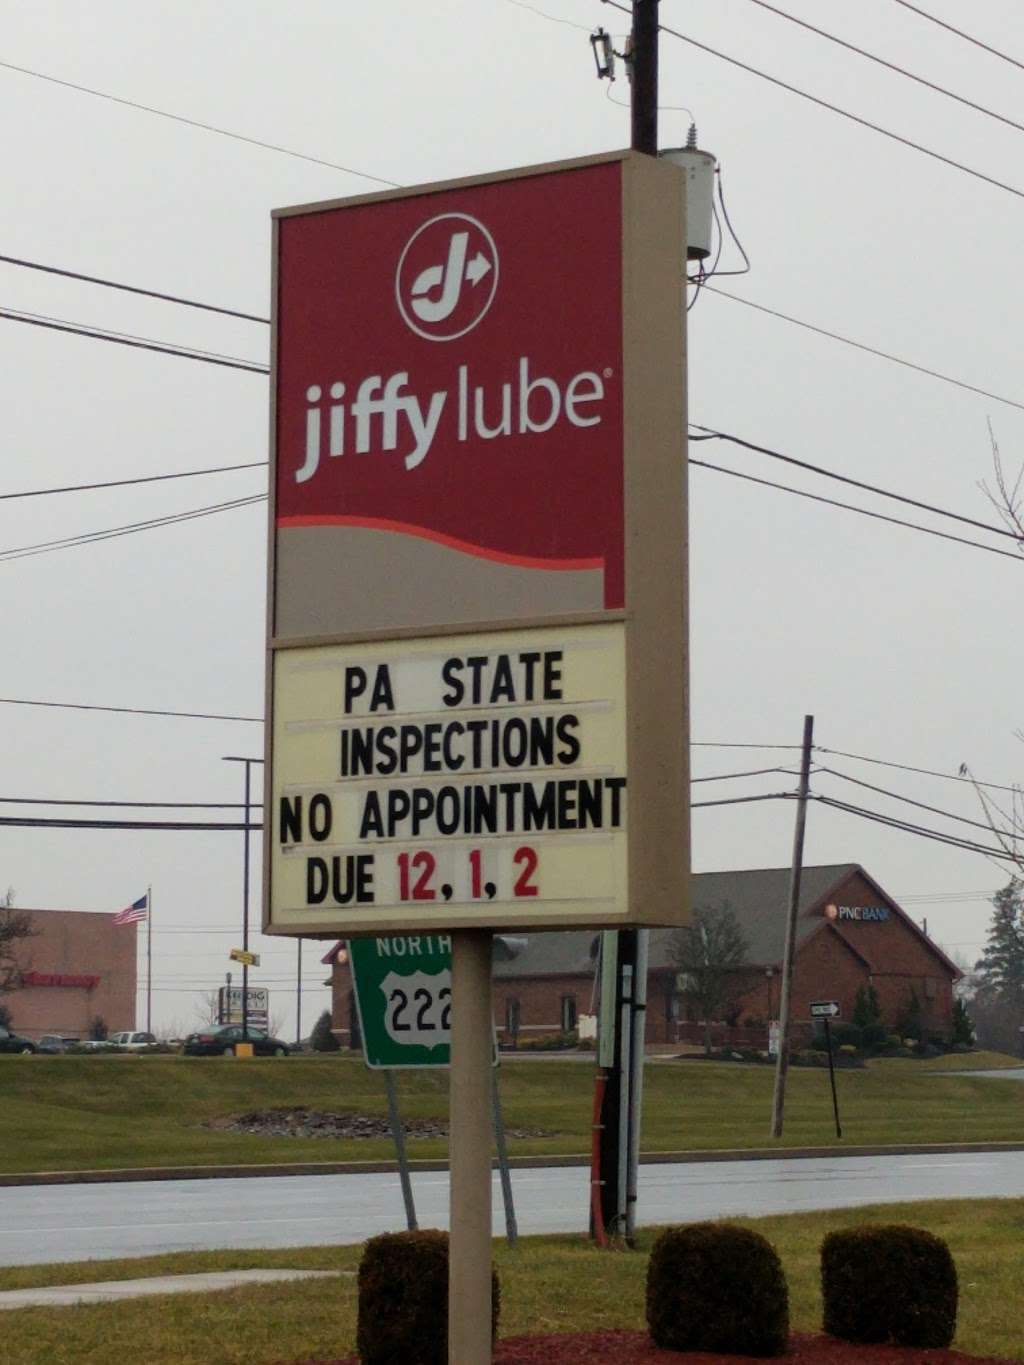 jiffy lube®
PA STATE
INSPECTIONS
NO APPOINTMENT
DUE 12, 1, 2
PNC BANK
NORTH
222